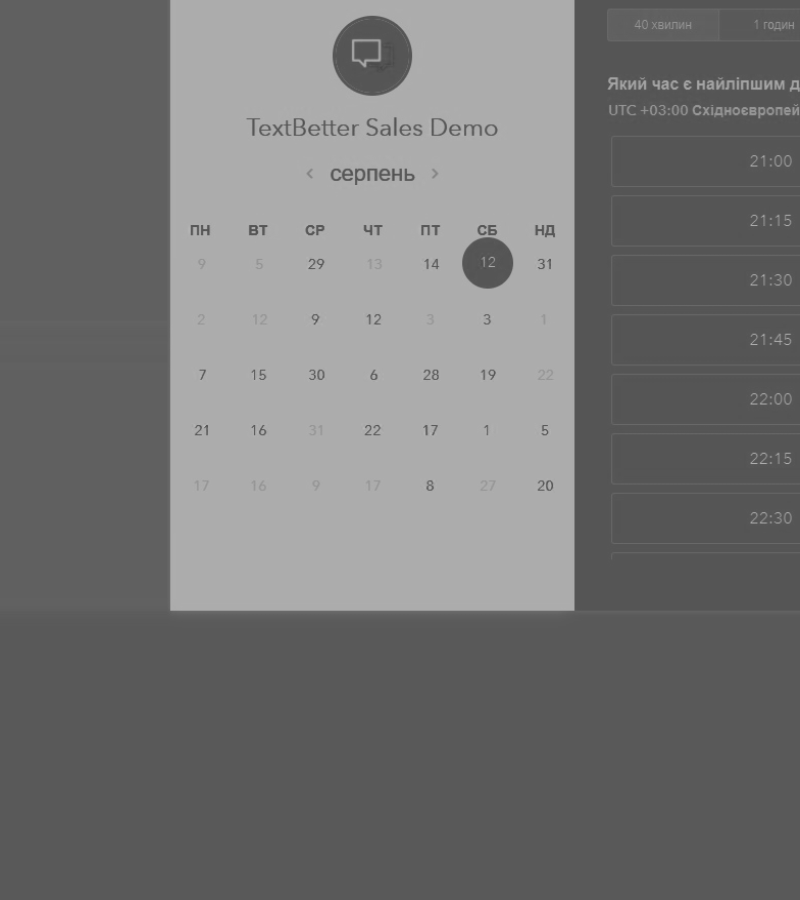 40 хвилин 1 годин
TextBetter Sales Demo
Який час є найліпшим д
UTC +03:00 Східноєвропей
‹ серпень ›
ПН ВТ СР ЧТ ПТ СБ НД
9 5 29 13 14 12 31
2 12 9 12 3 3 1
7 15 30 6 28 19 22
21 16 31 22 17 1 5
17 16 9 17 8 27 20
21:00
21:15
21:30
21:45
22:00
22:15
22:30